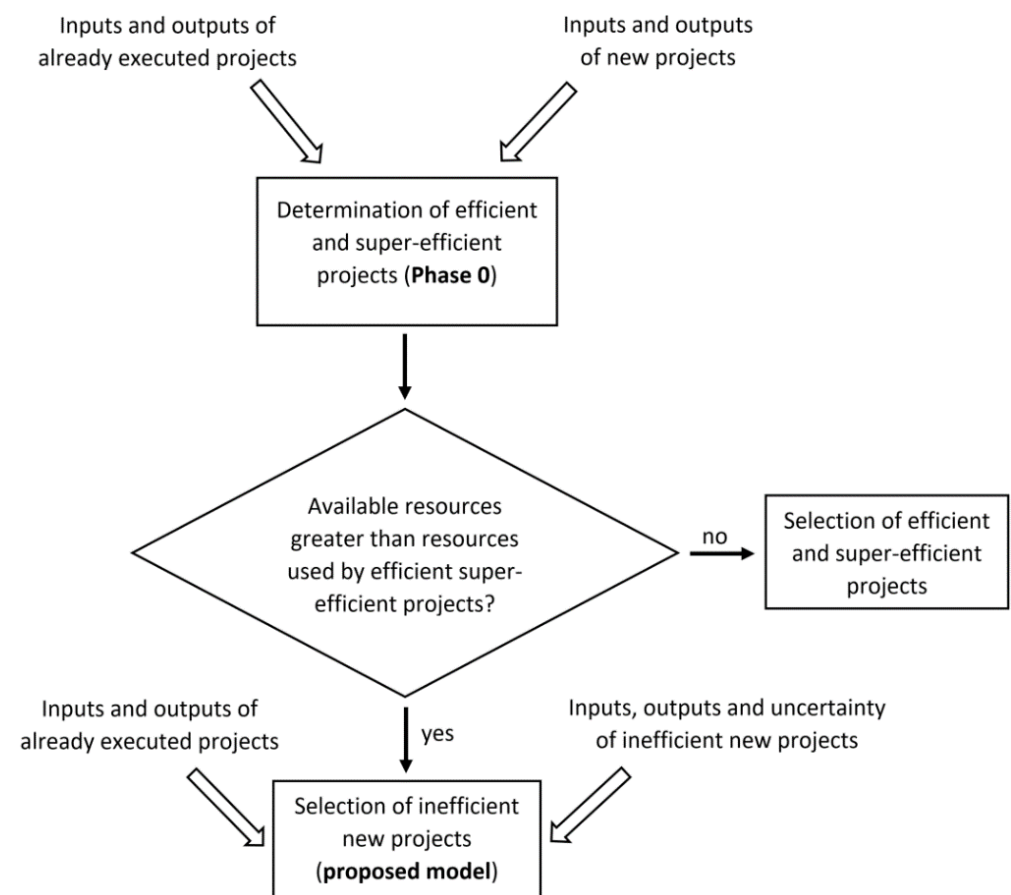 Inputs and outputs of
already executed projects
Inputs and outputs
of new projects
Determination of efficient
and super-efficient
projects (Phase 0)
Available resources
greater than resources
used by efficient super-
efficient projects?
no
Selection of efficient
and super-efficient
projects
yes
Inputs and outputs of
already executed projects
Inputs, outputs and uncertainty
of inefficient new projects
Selection of inefficient
new projects
(proposed model)